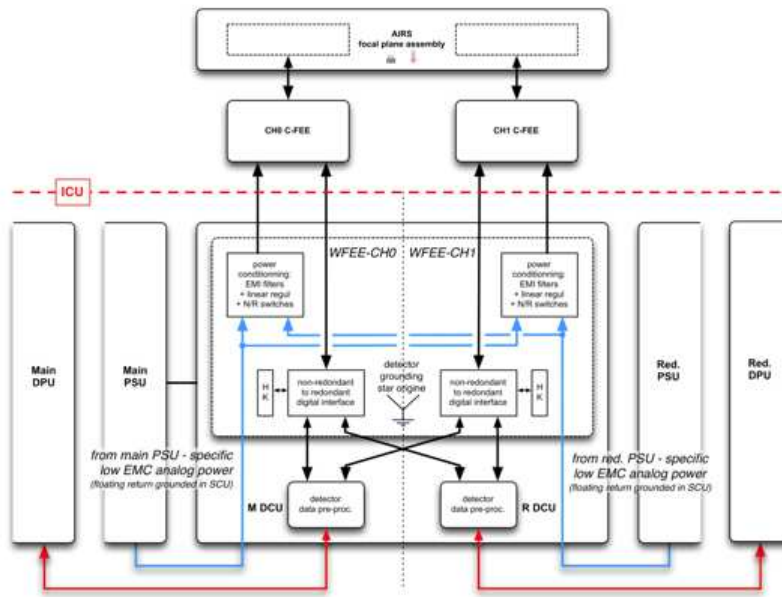 AIRS
focal plane assembly
CH0 C-FEE
CH1 C-FEE
ICU
WFEE-CH0
WFEE-CH1
power
conditionning:
EMI filters
+ linear regul
+ N/R switches
power
conditionning:
EMI filters
+ linear regul
+ N/R switches
Main
DPU
Main
PSU
Red.
PSU
Red.
DPU
detector
grounding
star origine
H
K
non-redondant
to redondant
digital interface
non-redondant
to redondant
digital interface
H
K
from main PSU - specific
low EMC analog power
(floating return grounded in SCU)
from red. PSU - specific
low EMC analog power
(floating return grounded in SCU)
M DCU
detector
data pre-proc.
detector
data pre-proc.
R DCU